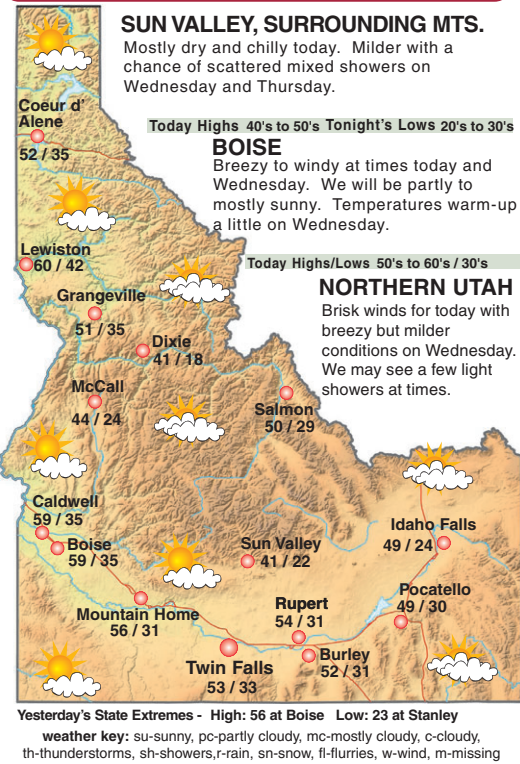 SUN VALLEY, SURROUNDING MTS.
Mostly dry and chilly today. Milder with a
chance of scattered mixed showers on
Wednesday and Thursday.
Today Highs 40's to 50's Tonight's Lows 20's to 30's
BOISE
Breezy to windy at times today and
Wednesday. We will be partly to
mostly sunny. Temperatures warm-up
a little on Wednesday.
Today Highs/Lows 50's to 60's / 30's
NORTHERN UTAH
Brisk winds for today with
breezy but milder
conditions on Wednesday.
We may see a few light
showers at times.
Coeur d'
Alene
52 / 35
Lewiston
60 / 42
Grangeville
51 / 35
Dixie
41 / 18
McCall
44 / 24
Salmon
50 / 29
Caldwell
59 / 35
Boise
59 / 35
Sun Valley
41 / 22
Idaho Falls
49 / 24
Mountain Home
56 / 31
Rupert
54 / 31
Pocatello
49 / 30
Twin Falls
53 / 33
Burley
52 / 31
Yesterday's State Extremes - High: 56 at Boise Low: 23 at Stanley
weather key: su-sunny, pc-partly cloudy, mc-mostly cloudy, c-cloudy,
th-thunderstorms, sh-showers,r-rain, sn-snow, fl-flurries, w-wind, m-missing